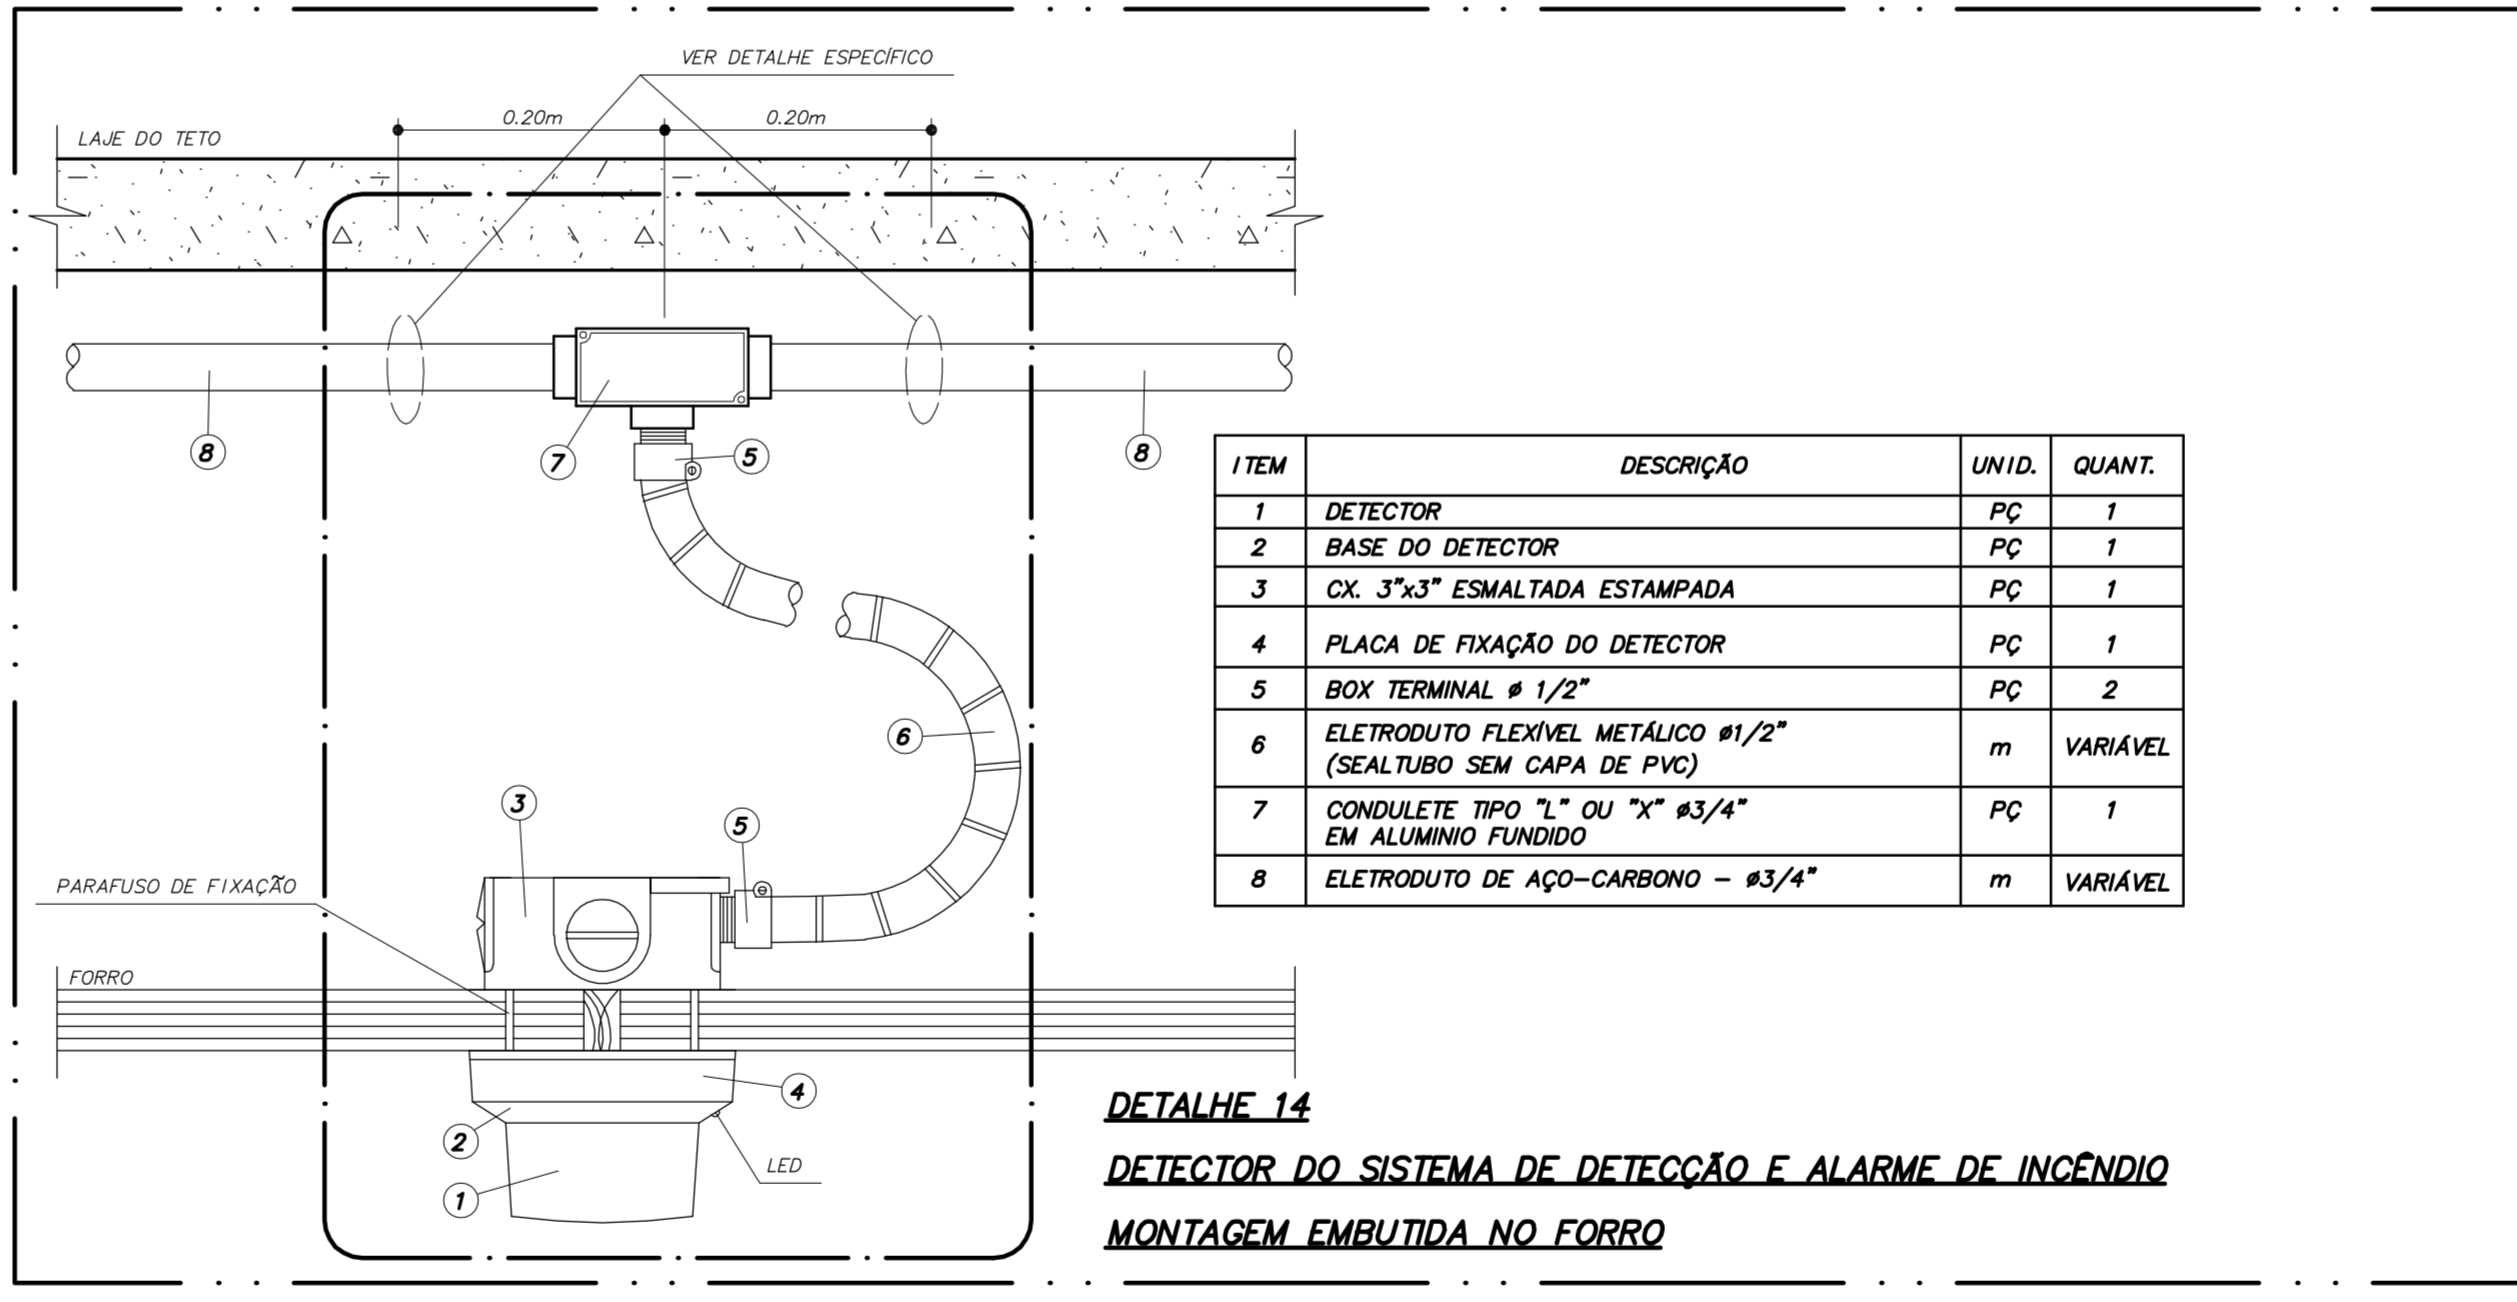 VER DETALHE ESPECÍFICO
0.20m
0.20m
LAJE DO TETO
8
7
5
8
6
3
5
PARAFUSO DE FIXAÇÃO
FORRO
4
2
LED
1
ITEM DESCRIÇÃO UNID. QUANT.
1 DETECTOR PÇ 1
2 BASE DO DETECTOR PÇ 1
3 CX. 3"x3" ESMALTADA ESTAMPADA PÇ 1
4 PLACA DE FIXAÇÃO DO DETECTOR PÇ 1
5 BOX TERMINAL ø 1/2" PÇ 2
6 ELETRODUTO FLEXÍVEL METÁLICO ø1/2" m VARIÁVEL
(SEALTUBO SEM CAPA DE PVC)
7 CONDULETE TIPO "L" OU "X" ø3/4" PÇ 1
EM ALUMINIO FUNDIDO
8 ELETRODUTO DE AÇO-CARBONO - ø3/4" m VARIÁVEL
DETALHE 14
DETECTOR DO SISTEMA DE DETECÇÃO E ALARME DE INCÊNDIO
MONTAGEM EMBUTIDA NO FORRO